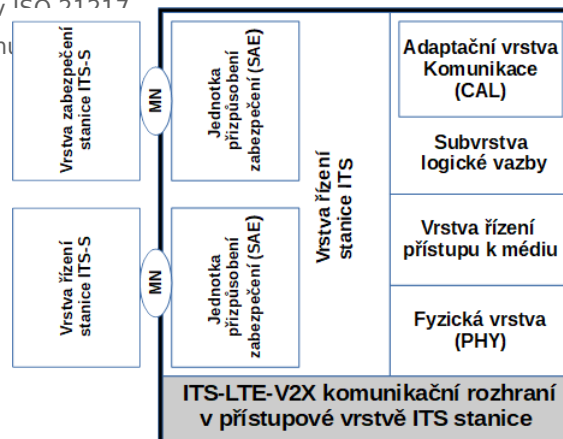 ISO 21217
Vrstva zabezpečení
stanice ITS-S
MN
Jednotka
přizpůsobení
zabezpečení (SAE)
Vrstva řízení
stanice ITS-S
MN
Jednotka
přizpůsobení
zabezpečení (SAE)
Vrstva řízení
stanice ITS
Adaptační vrstva
Komunikace
(CAL)
Subvrstva
logické vazby
Vrstva řízení
přístupu k médiu
Fyzická vrstva
(PHY)
ITS-LTE-V2X komunikační rozhraní
v přístupové vrstvě ITS stanice